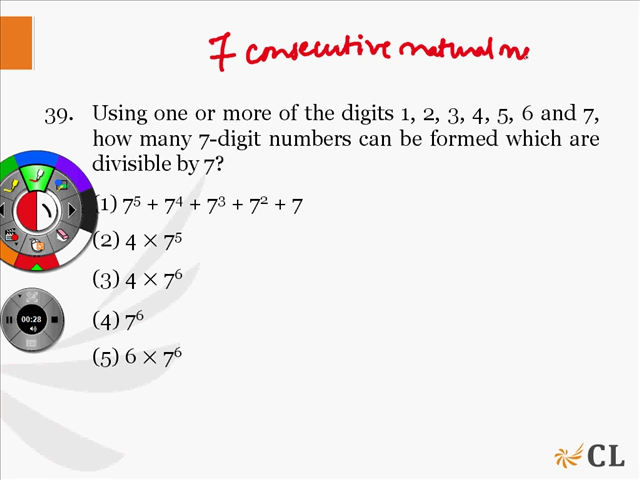 7 consecutive natural no
39. Using one or more of the digits 1, 2, 3, 4, 5, 6 and 7,
how many 7-digit numbers can be formed which are
divisible by 7?
(1) 7⁵ + 7⁴ + 7³ + 7² + 7
(2) 4 × 7⁵
(3) 4 × 7⁶
(4) 7⁶
(5) 6 × 7⁶
00:28
CL